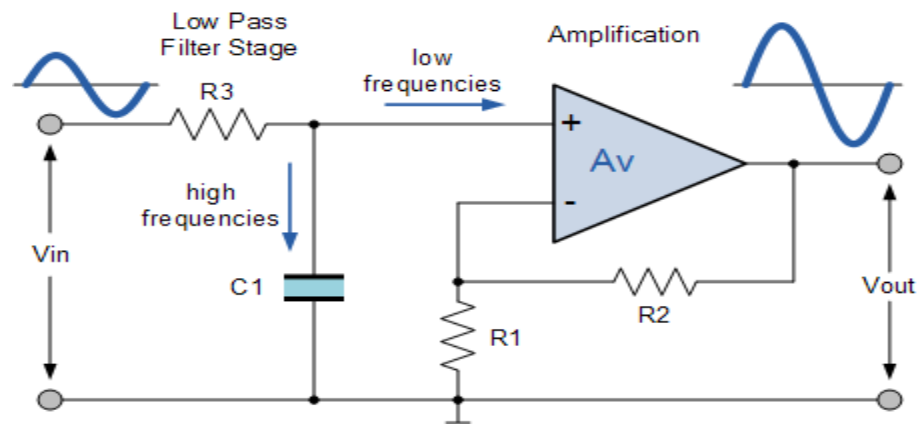 Low Pass
Filter Stage
Amplification
low
frequencies
R3
+
Av
high
frequencies
-
Vin
C1
R2
Vout
R1